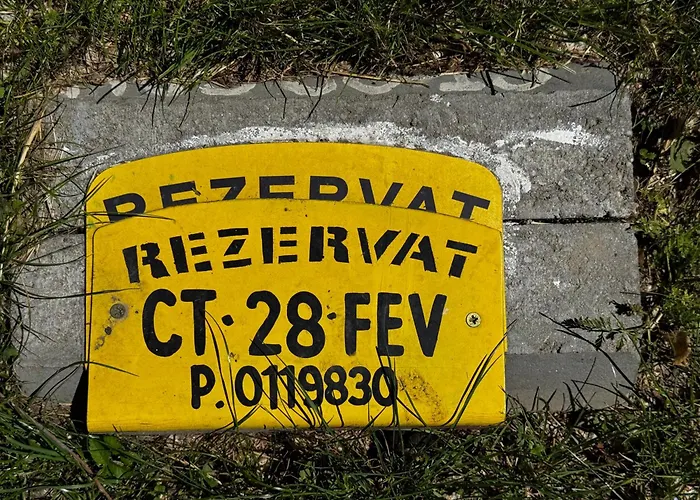 REZERVAT
REZERVAT
CT·28·FEV
P. 0119830